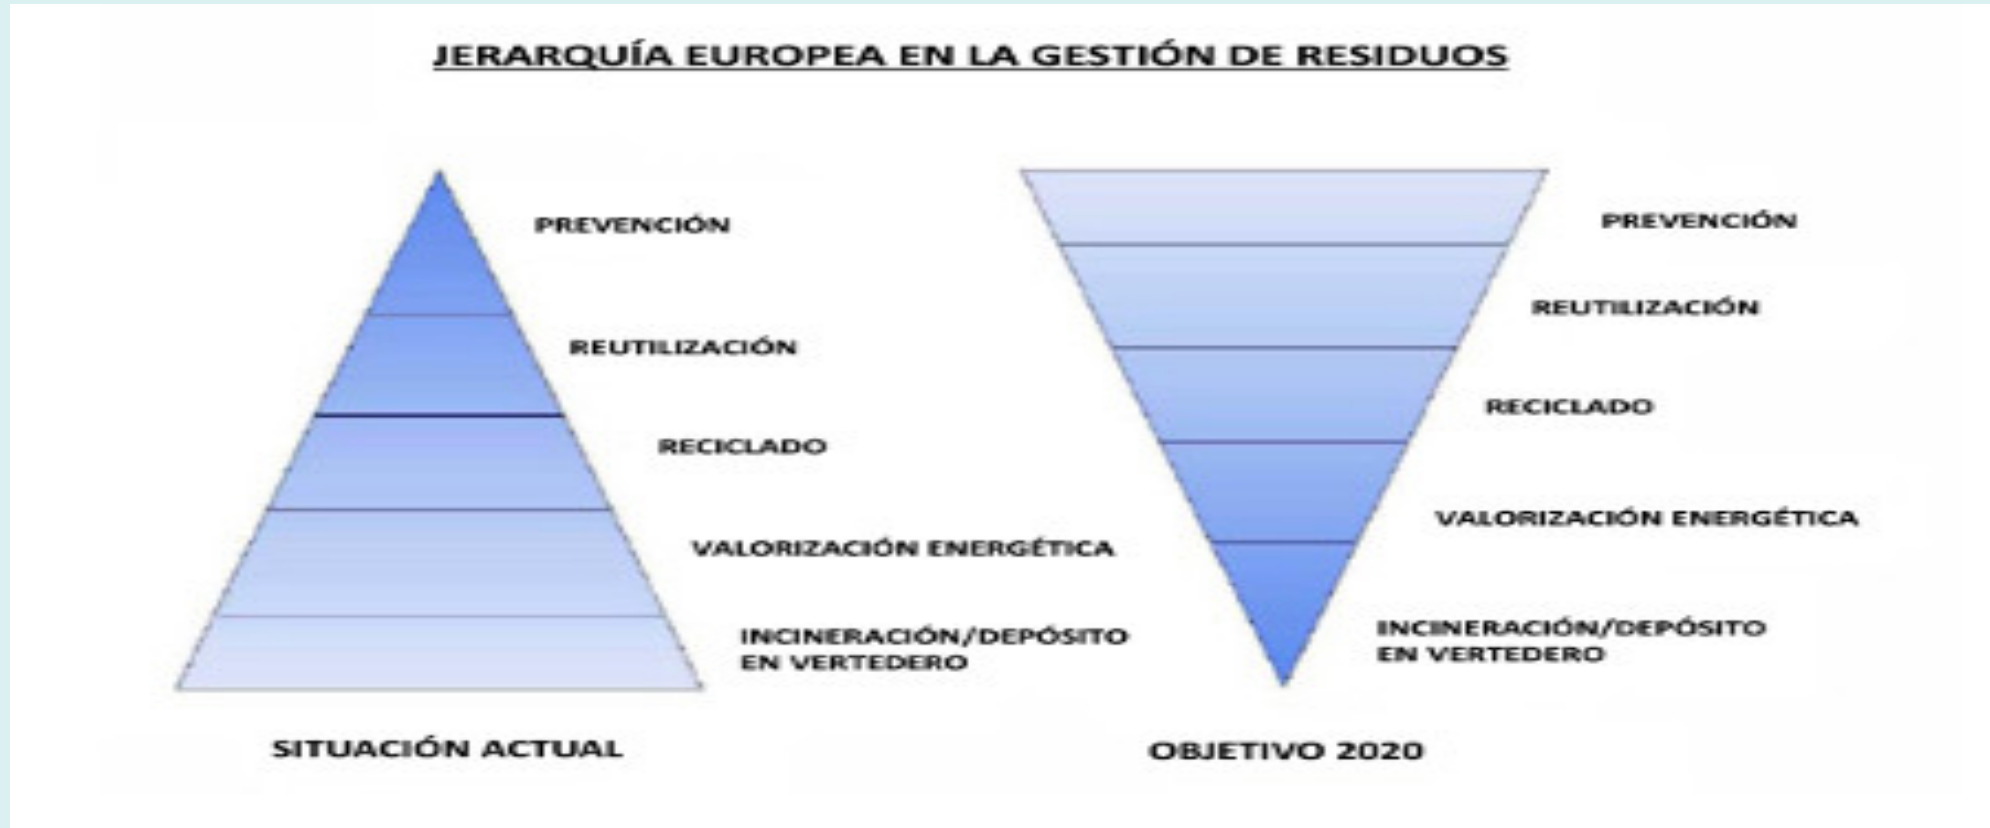 JERARQUÍA EUROPEA EN LA GESTIÓN DE RESIDUOS
PREVENCIÓN
REUTILIZACIÓN
RECICLADO
VALORIZACIÓN ENERGÉTICA
INCINERACIÓN/DEPÓSITO
EN VERTEDERO
SITUACIÓN ACTUAL
PREVENCIÓN
REUTILIZACIÓN
RECICLADO
VALORIZACIÓN ENERGÉTICA
INCINERACIÓN/DEPÓSITO
EN VERTEDERO
OBJETIVO 2020